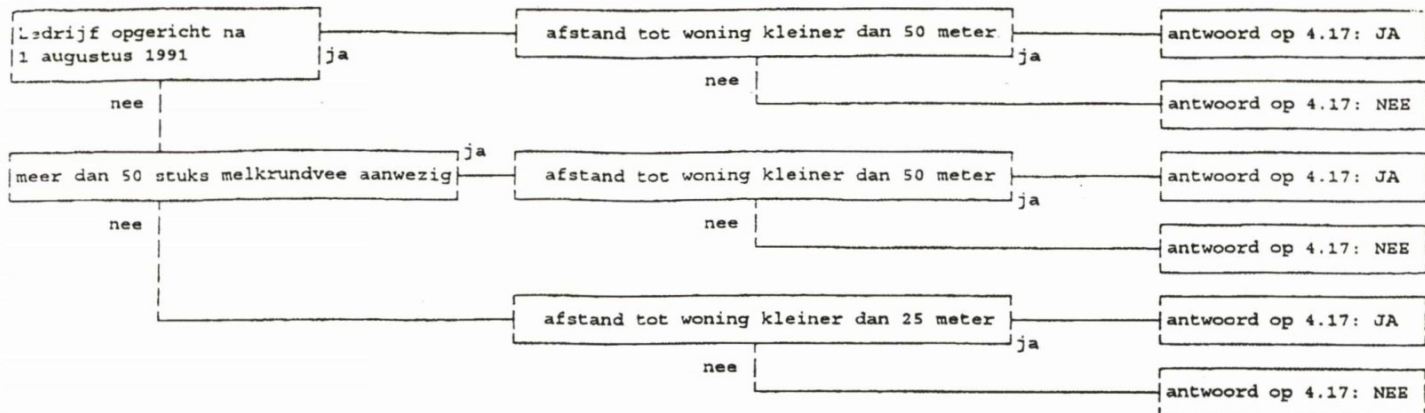 bedrijf opgericht na
1 augustus 1991
ja
afstand tot woning kleiner dan 50 meter
ja
antwoord op 4.17: JA
nee
nee
antwoord op 4.17: NEE
meer dan 50 stuks melkrundvee aanwezig
ja
afstand tot woning kleiner dan 50 meter
ja
antwoord op 4.17: JA
nee
nee
antwoord op 4.17: NEE
afstand tot woning kleiner dan 25 meter
ja
antwoord op 4.17: JA
nee
antwoord op 4.17: NEE